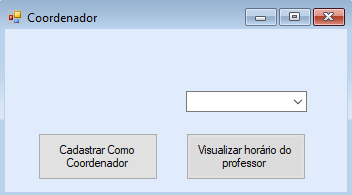 Coordenador
Cadastrar Como
Coordenador
Visualizar horário do
professor